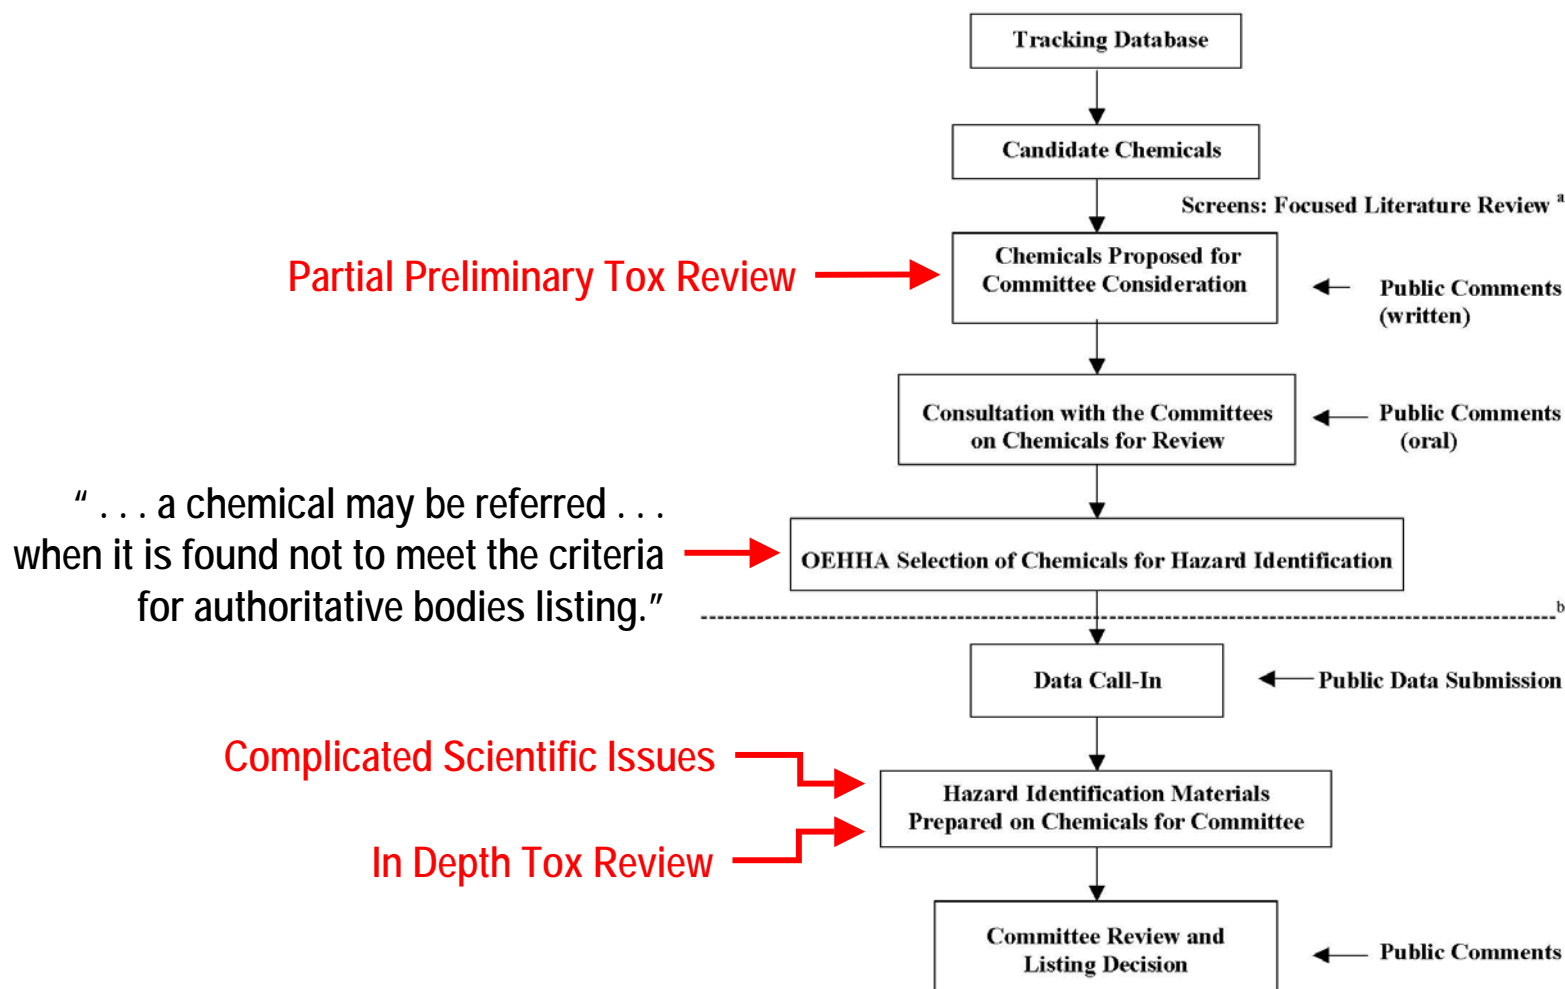 Tracking Database
Candidate Chemicals
Screens: Focused Literature Review a
Partial Preliminary Tox Review
Chemicals Proposed for
Committee Consideration
Public Comments
(written)
Consultation with the Committees
on Chemicals for Review
Public Comments
(oral)
" . . . a chemical may be referred . . .
when it is found not to meet the criteria
for authoritative bodies listing."
OEHHA Selection of Chemicals for Hazard Identification
b
Data Call-In
Public Data Submission
Complicated Scientific Issues
Hazard Identification Materials
Prepared on Chemicals for Committee
In Depth Tox Review
Committee Review and
Listing Decision
Public Comments